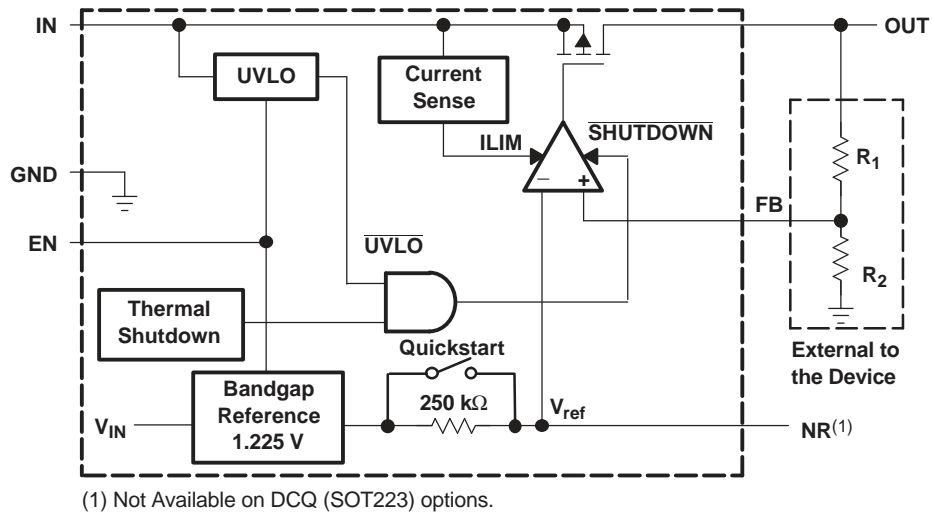 IN
OUT
UVLO
Current
Sense
ILIM
SHUTDOWN
− +
R1
GND
FB
EN
UVLO
R2
Thermal
Shutdown
Quickstart
External to
the Device
Bandgap
Reference
1.225 V
250 kΩ
Vref
VIN
NR(1)
(1) Not Available on DCQ (SOT223) options.